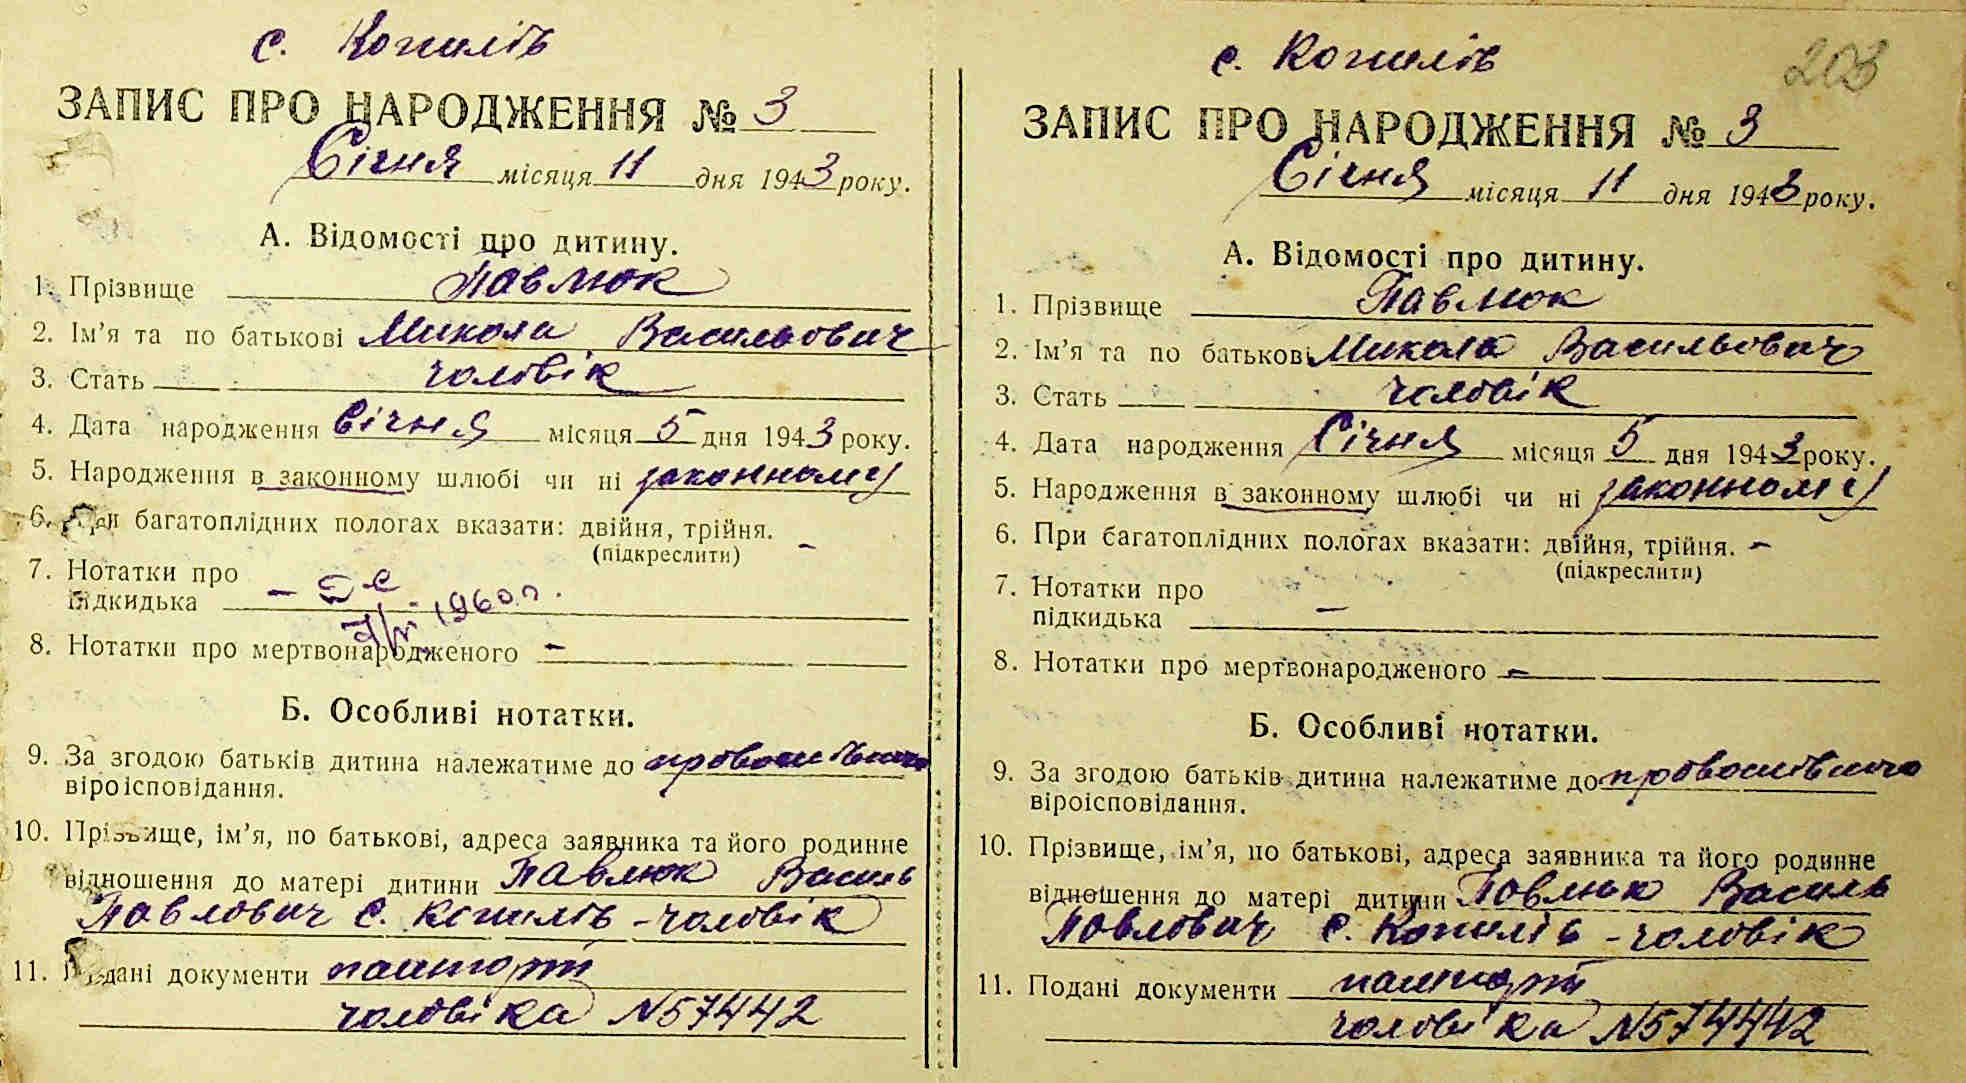 с. Копилів
ЗАПИС ПРО НАРОДЖЕННЯ № 3
Січня місяця 11 дня 1943 року.
А. Відомості про дитину.
1. Прізвище Павлюк
2. Ім'я та по батькові Микола Васильович
3. Стать чоловік
4. Дата народження Січня місяця 5 дня 1943 року.
5. Народження в законному шлюбі чи ні законному
6. При багатоплідних пологах вказати: двійня, трійня. –
(підкреслити)
7. Нотатки про
підкидька –
1960 р.
8. Нотатки про мертвонародженого –
Б. Особливі нотатки.
9. За згодою батьків дитина належатиме до
віроісповідання.
10. Прізвище, ім'я, по батькові, адреса заявника та його родинне
відношення до матері дитини Павлюк Василь
Павлович с. Копилів – чоловік
11. Подані документи пашпорт
чоловіка N57442
с. Копилів
203
ЗАПИС ПРО НАРОДЖЕННЯ № 3
Січня місяця 11 дня 1943 року.
А. Відомості про дитину.
1. Прізвище Павлюк
2. Ім'я та по батькові Микола Васильович
3. Стать чоловік
4. Дата народження Січня місяця 5 дня 1943 року.
5. Народження в законному шлюбі чи ні законному
6. При багатоплідних пологах вказати: двійня, трійня. –
(підкреслити)
7. Нотатки про
підкидька –
8. Нотатки про мертвонародженого –
Б. Особливі нотатки.
9. За згодою батьків дитина належатиме до
віроісповідання.
10. Прізвище, ім'я, по батькові, адреса заявника та його родинне
відношення до матері дитини Павлюк Василь
Павлович с. Копилів – чоловік
11. Подані документи пашпорт
чоловіка N574442